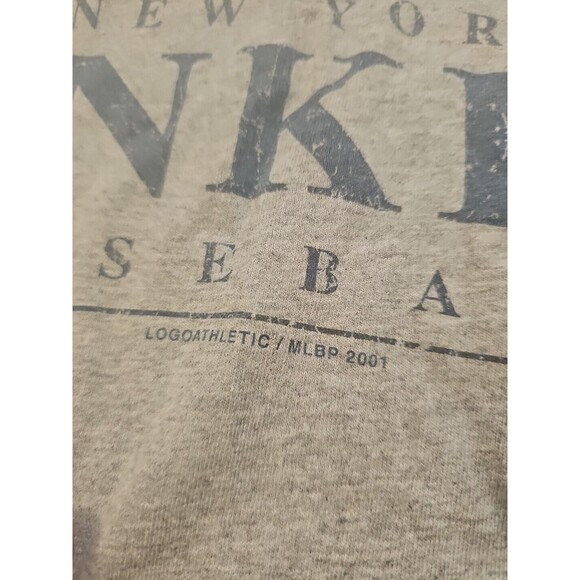 NEW YOR
NKE
SEBA
LOGOATHLETIC / MLBP 2001